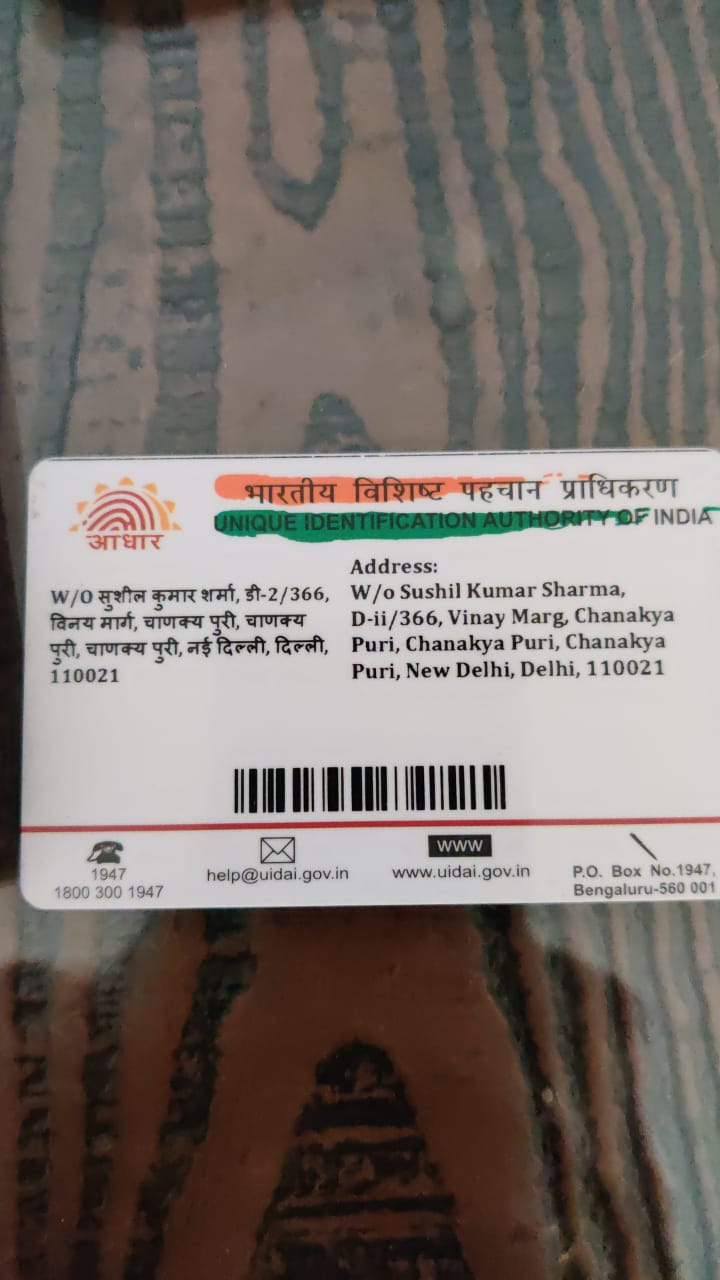 भारतीय विशिष्ट पहचान प्राधिकरण
UNIQUE IDENTIFICATION AUTHORITY OF INDIA
आधार
W/O सुशील कुमार शर्मा, डी-2/366,
विनय मार्ग, चाणक्य पुरी, चाणक्य
पुरी, चाणक्य पुरी, नई दिल्ली, दिल्ली,
110021
Address:
W/o Sushil Kumar Sharma,
D-ii/366, Vinay Marg, Chanakya
Puri, Chanakya Puri, Chanakya
Puri, New Delhi, Delhi, 110021
1947
1800 300 1947
help@uidai.gov.in
WWW
www.uidai.gov.in
P.O. Box No.1947,
Bengaluru-560 001